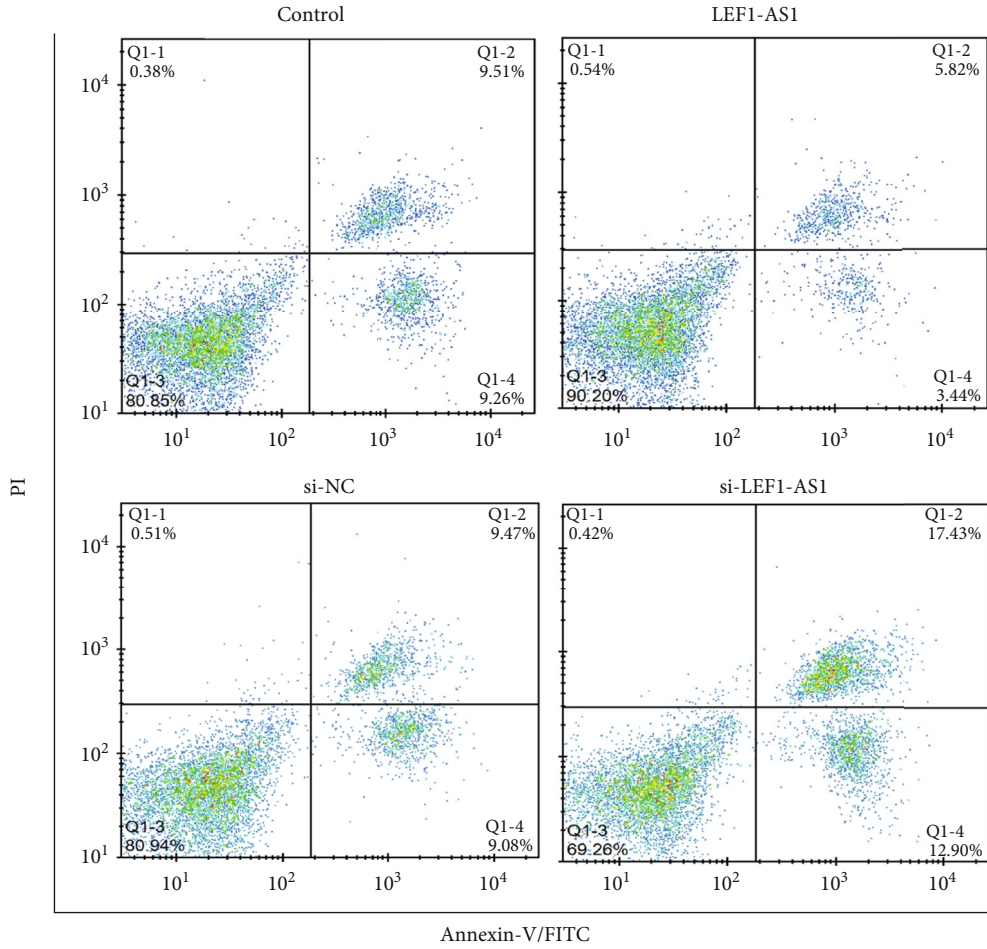 Control
Q1-1
0.38%
Q1-2
9.51%
10^4
10^3
10^2
10^1
Q1-3
80.85%
Q1-4
9.26%
10^1
10^2
10^3
10^4
LEF1-AS1
Q1-1
0.54%
Q1-2
5.82%
Q1-3
90.20%
Q1-4
3.44%
10^1
10^2
10^3
10^4
PI
si-NC
Q1-1
0.51%
Q1-2
9.47%
10^4
10^3
10^2
10^1
Q1-3
80.94%
Q1-4
9.08%
10^1
10^2
10^3
10^4
si-LEF1-AS1
Q1-1
0.42%
Q1-2
17.43%
Q1-3
69.26%
Q1-4
12.90%
10^1
10^2
10^3
10^4
Annexin-V/FITC